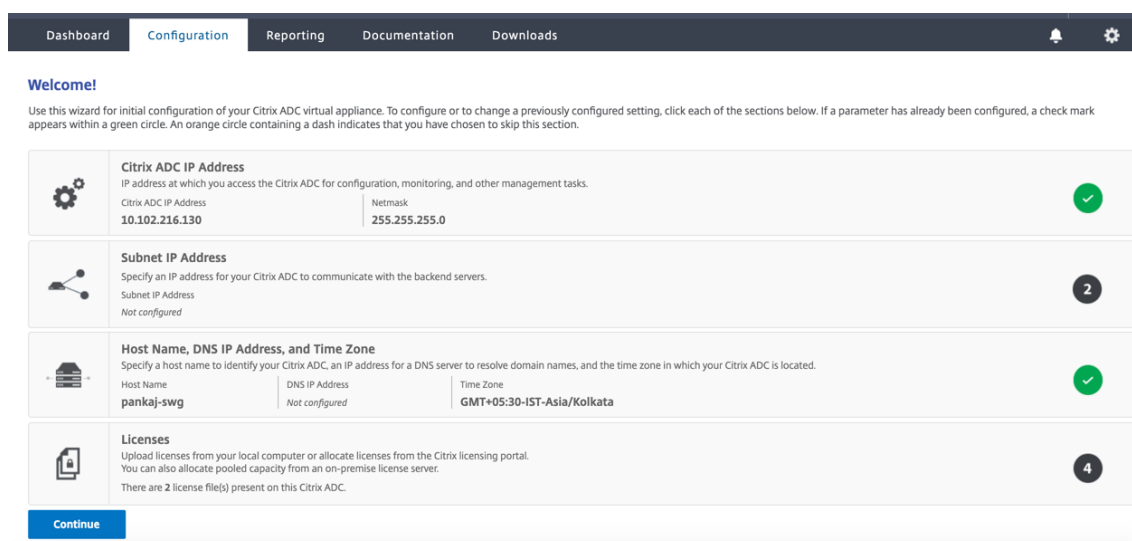 Dashboard Configuration Reporting Documentation Downloads
Welcome!
Use this wizard for initial configuration of your Citrix ADC virtual appliance. To configure or to change a previously configured setting, click each of the sections below. If a parameter has already been configured, a check mark
appears within a green circle. An orange circle containing a dash indicates that you have chosen to skip this section.
Citrix ADC IP Address
IP address at which you access the Citrix ADC for configuration, monitoring, and other management tasks.
Citrix ADC IP Address Netmask
10.102.216.130 255.255.255.0
Subnet IP Address
Specify an IP address for your Citrix ADC to communicate with the backend servers.
2
Subnet IP Address
Not configured
Host Name, DNS IP Address, and Time Zone
Specify a host name to identify your Citrix ADC, an IP address for a DNS server to resolve domain names, and the time zone in which your Citrix ADC is located.
Host Name DNS IP Address Time Zone
pankaj-swg Not configured GMT+05:30-IST-Asia/Kolkata
Licenses
Upload licenses from your local computer or allocate licenses from the Citrix licensing portal.
You can also allocate pooled capacity from an on-premise license server.
4
There are 2 license file(s) present on this Citrix ADC.
Continue